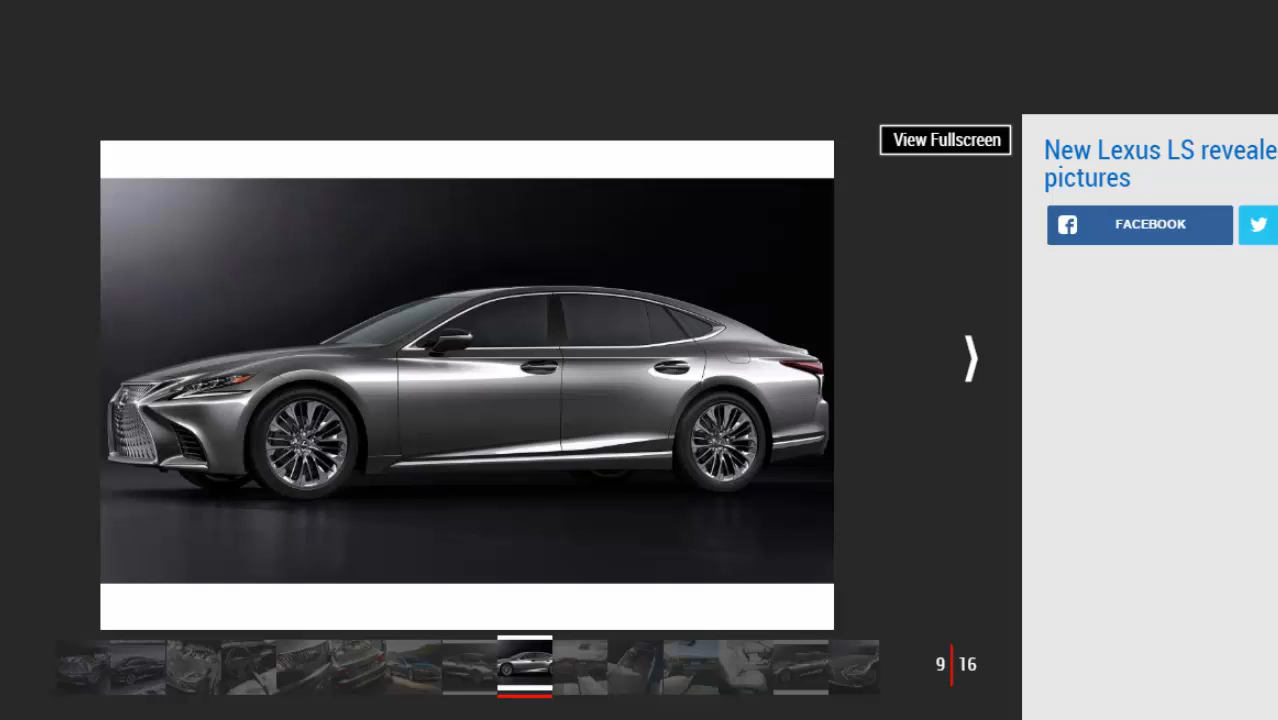 View Fullscreen
New Lexus LS reveale
pictures
FACEBOOK
9 16